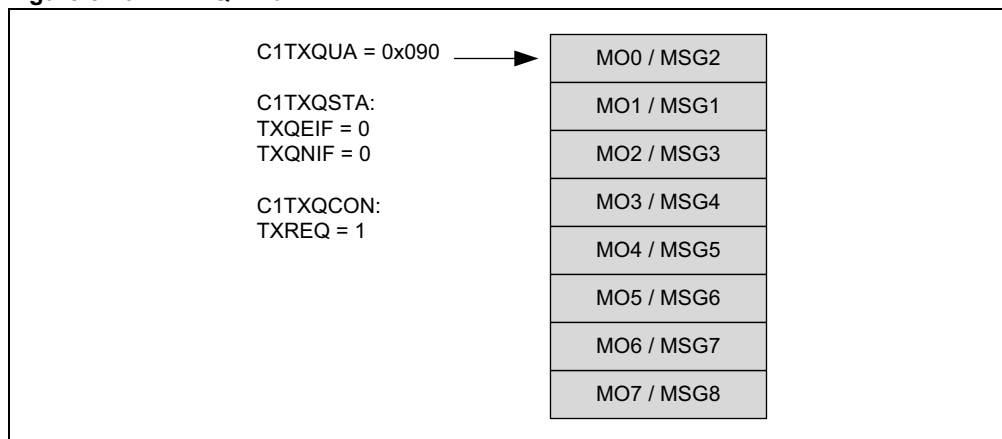 C1TXQUA = 0x090
C1TXQSTA:
TXQEIF = 0
TXQNIF = 0
C1TXQCON:
TXREQ = 1
MO0 / MSG2
MO1 / MSG1
MO2 / MSG3
MO3 / MSG4
MO4 / MSG5
MO5 / MSG6
MO6 / MSG7
MO7 / MSG8